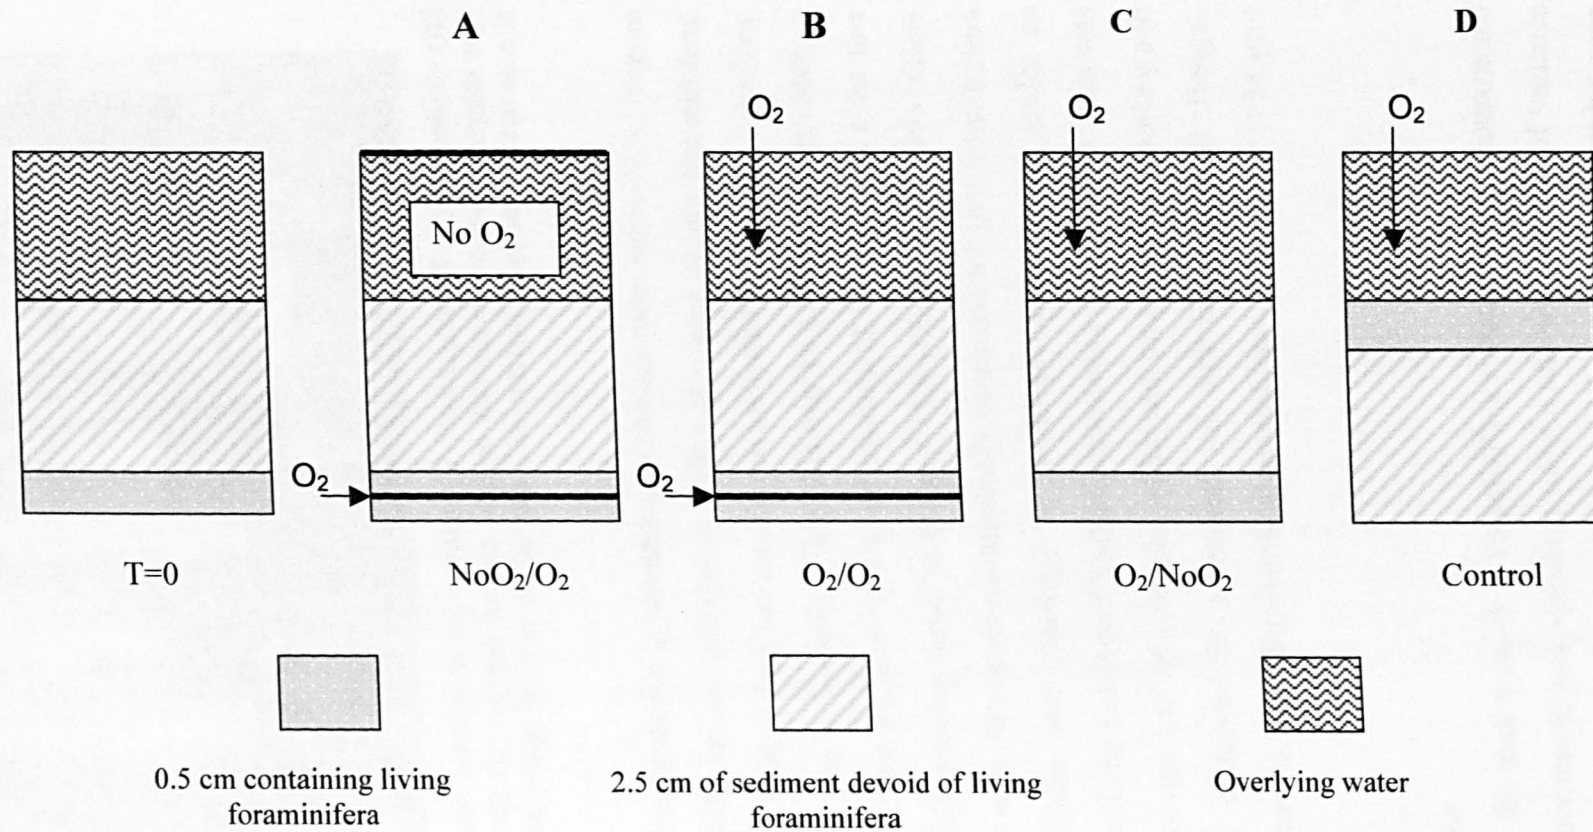 A B C D
O₂ O₂ O₂
No O₂
O₂ O₂
T=0 NoO₂/O₂ O₂/O₂ O₂/NoO₂ Control
0.5 cm containing living
foraminifera
2.5 cm of sediment devoid of living
foraminifera
Overlying water